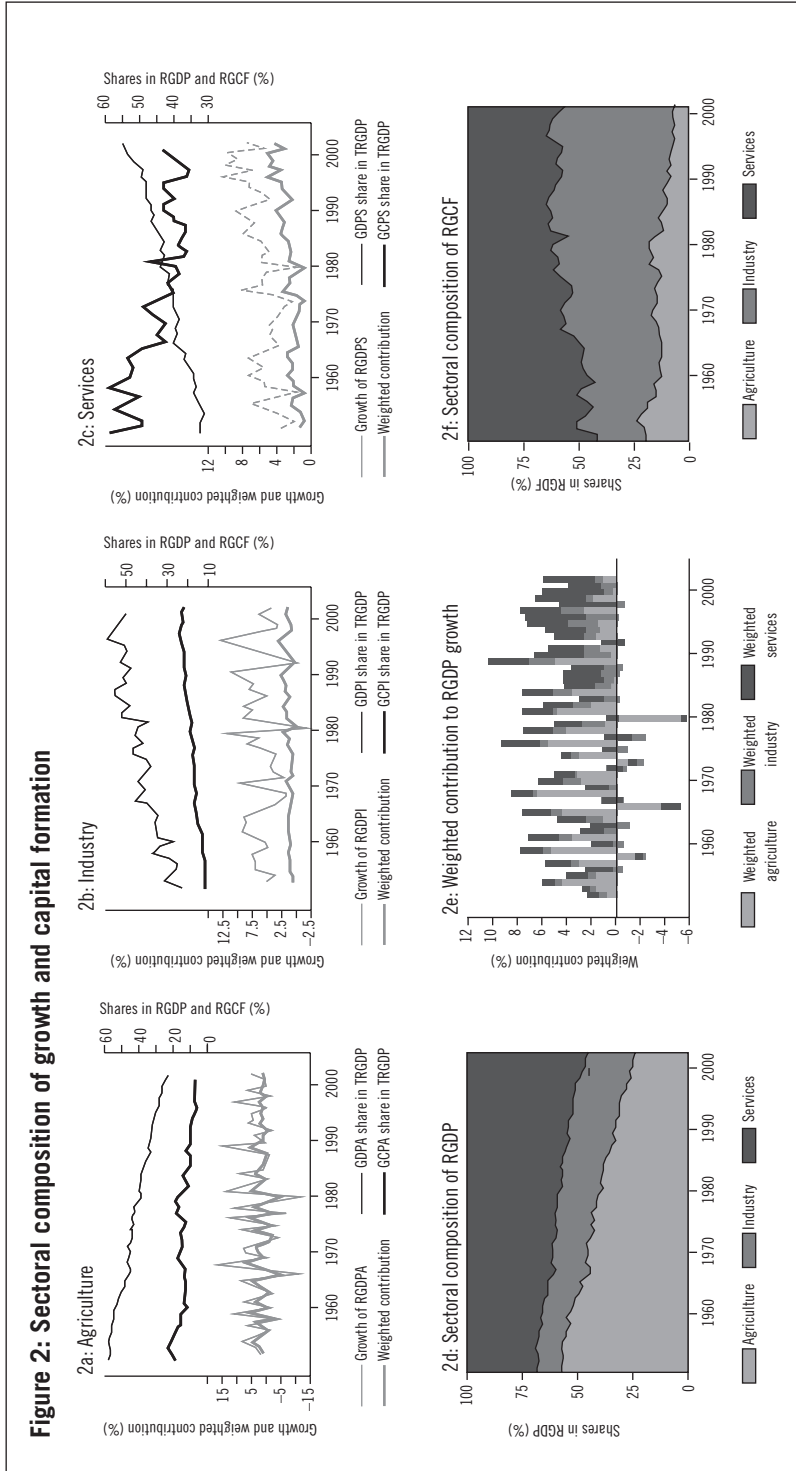 Figure 2: Sectoral composition of growth and capital formation
2a: Agriculture
Shares in RGDP and RGCF (%)
60
40
20
0
Growth and weighted contribution (%)
15
5
-5
-15
1960
1970
1980
1990
2000
Growth of RGDPA
GDPA share in TRGDP
Weighted contribution
GCPA share in TRGDP
2b: Industry
Shares in RGDP and RGCF (%)
50
30
10
Growth and weighted contribution (%)
12.5
7.5
2.5
-2.5
1960
1970
1980
1990
2000
Growth of RGDPI
GDPI share in TRGDP
Weighted contribution
GCPI share in TRGDP
2c: Services
Shares in RGDP and RGCF (%)
60
50
40
30
Growth and weighted contribution (%)
12
8
4
0
1960
1970
1980
1990
2000
Growth of RGDPS
GDPS share in TRGDP
Weighted contribution
GCPS share in TRGDP
2d: Sectoral composition of RGDP
Shares in RGDP (%)
100
75
50
25
0
1960
1970
1980
1990
2000
Agriculture
Industry
Services
2e: Weighted contribution to RGDP growth
Weighted contribution (%)
12
10
8
6
4
2
0
-2
-4
-6
1960
1970
1980
1990
2000
Weighted
agriculture
Weighted
industry
Weighted
services
2f: Sectoral composition of RGCF
Shares in RGDF (%)
100
75
50
25
0
1960
1970
1980
1990
2000
Agriculture
Industry
Services